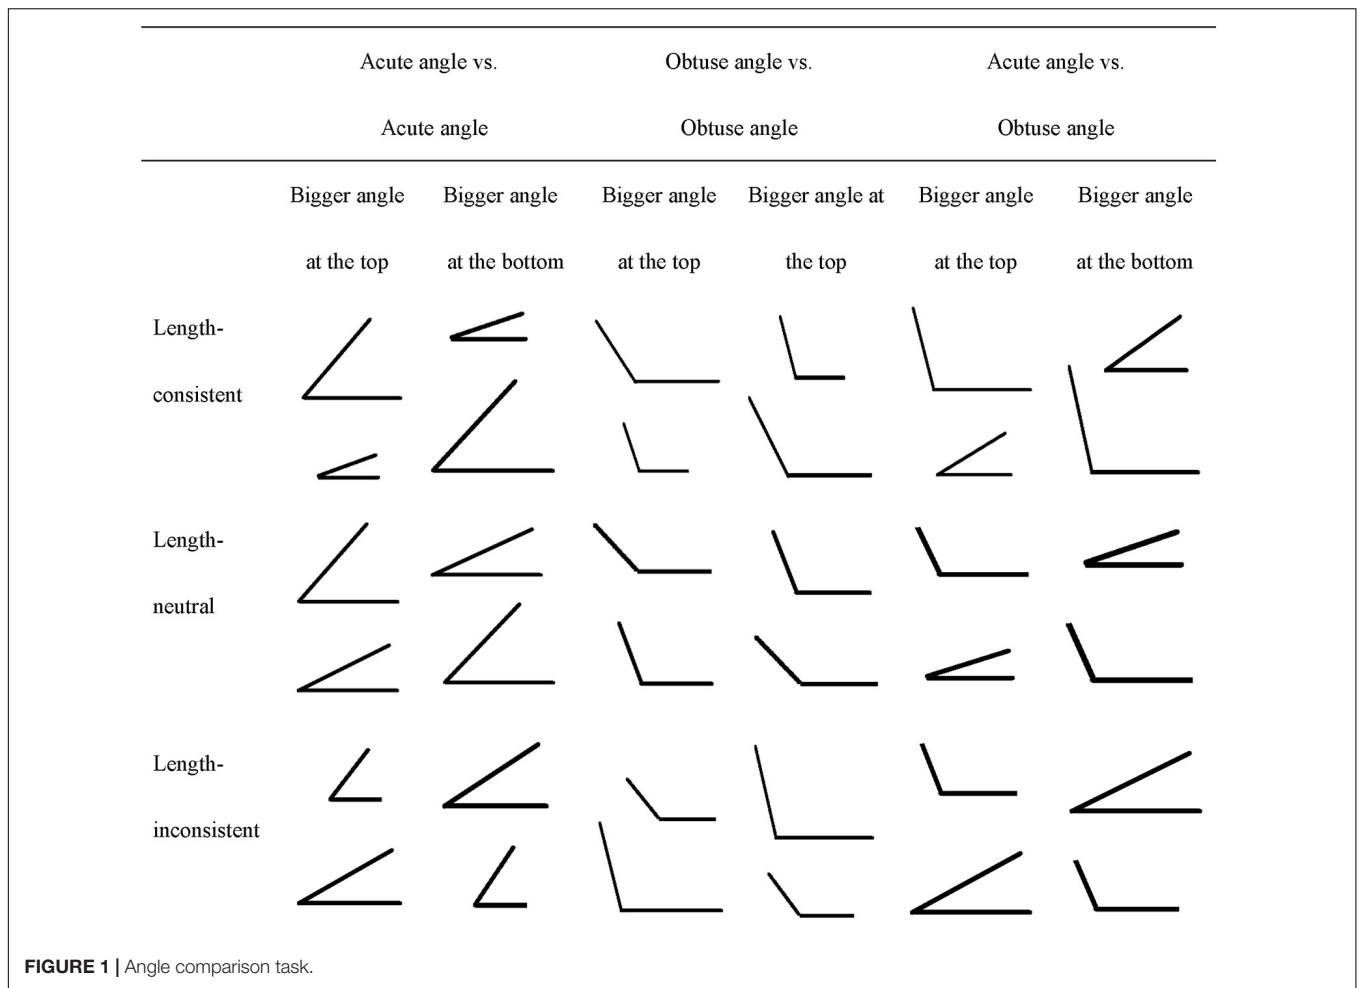 Acute angle vs. Obtuse angle vs. Acute angle vs.
Acute angle Obtuse angle Obtuse angle
Bigger angle Bigger angle Bigger angle Bigger angle at Bigger angle Bigger angle
at the top at the bottom at the top the top at the top at the bottom
Length-
consistent
Length-
neutral
Length-
inconsistent
FIGURE 1 | Angle comparison task.